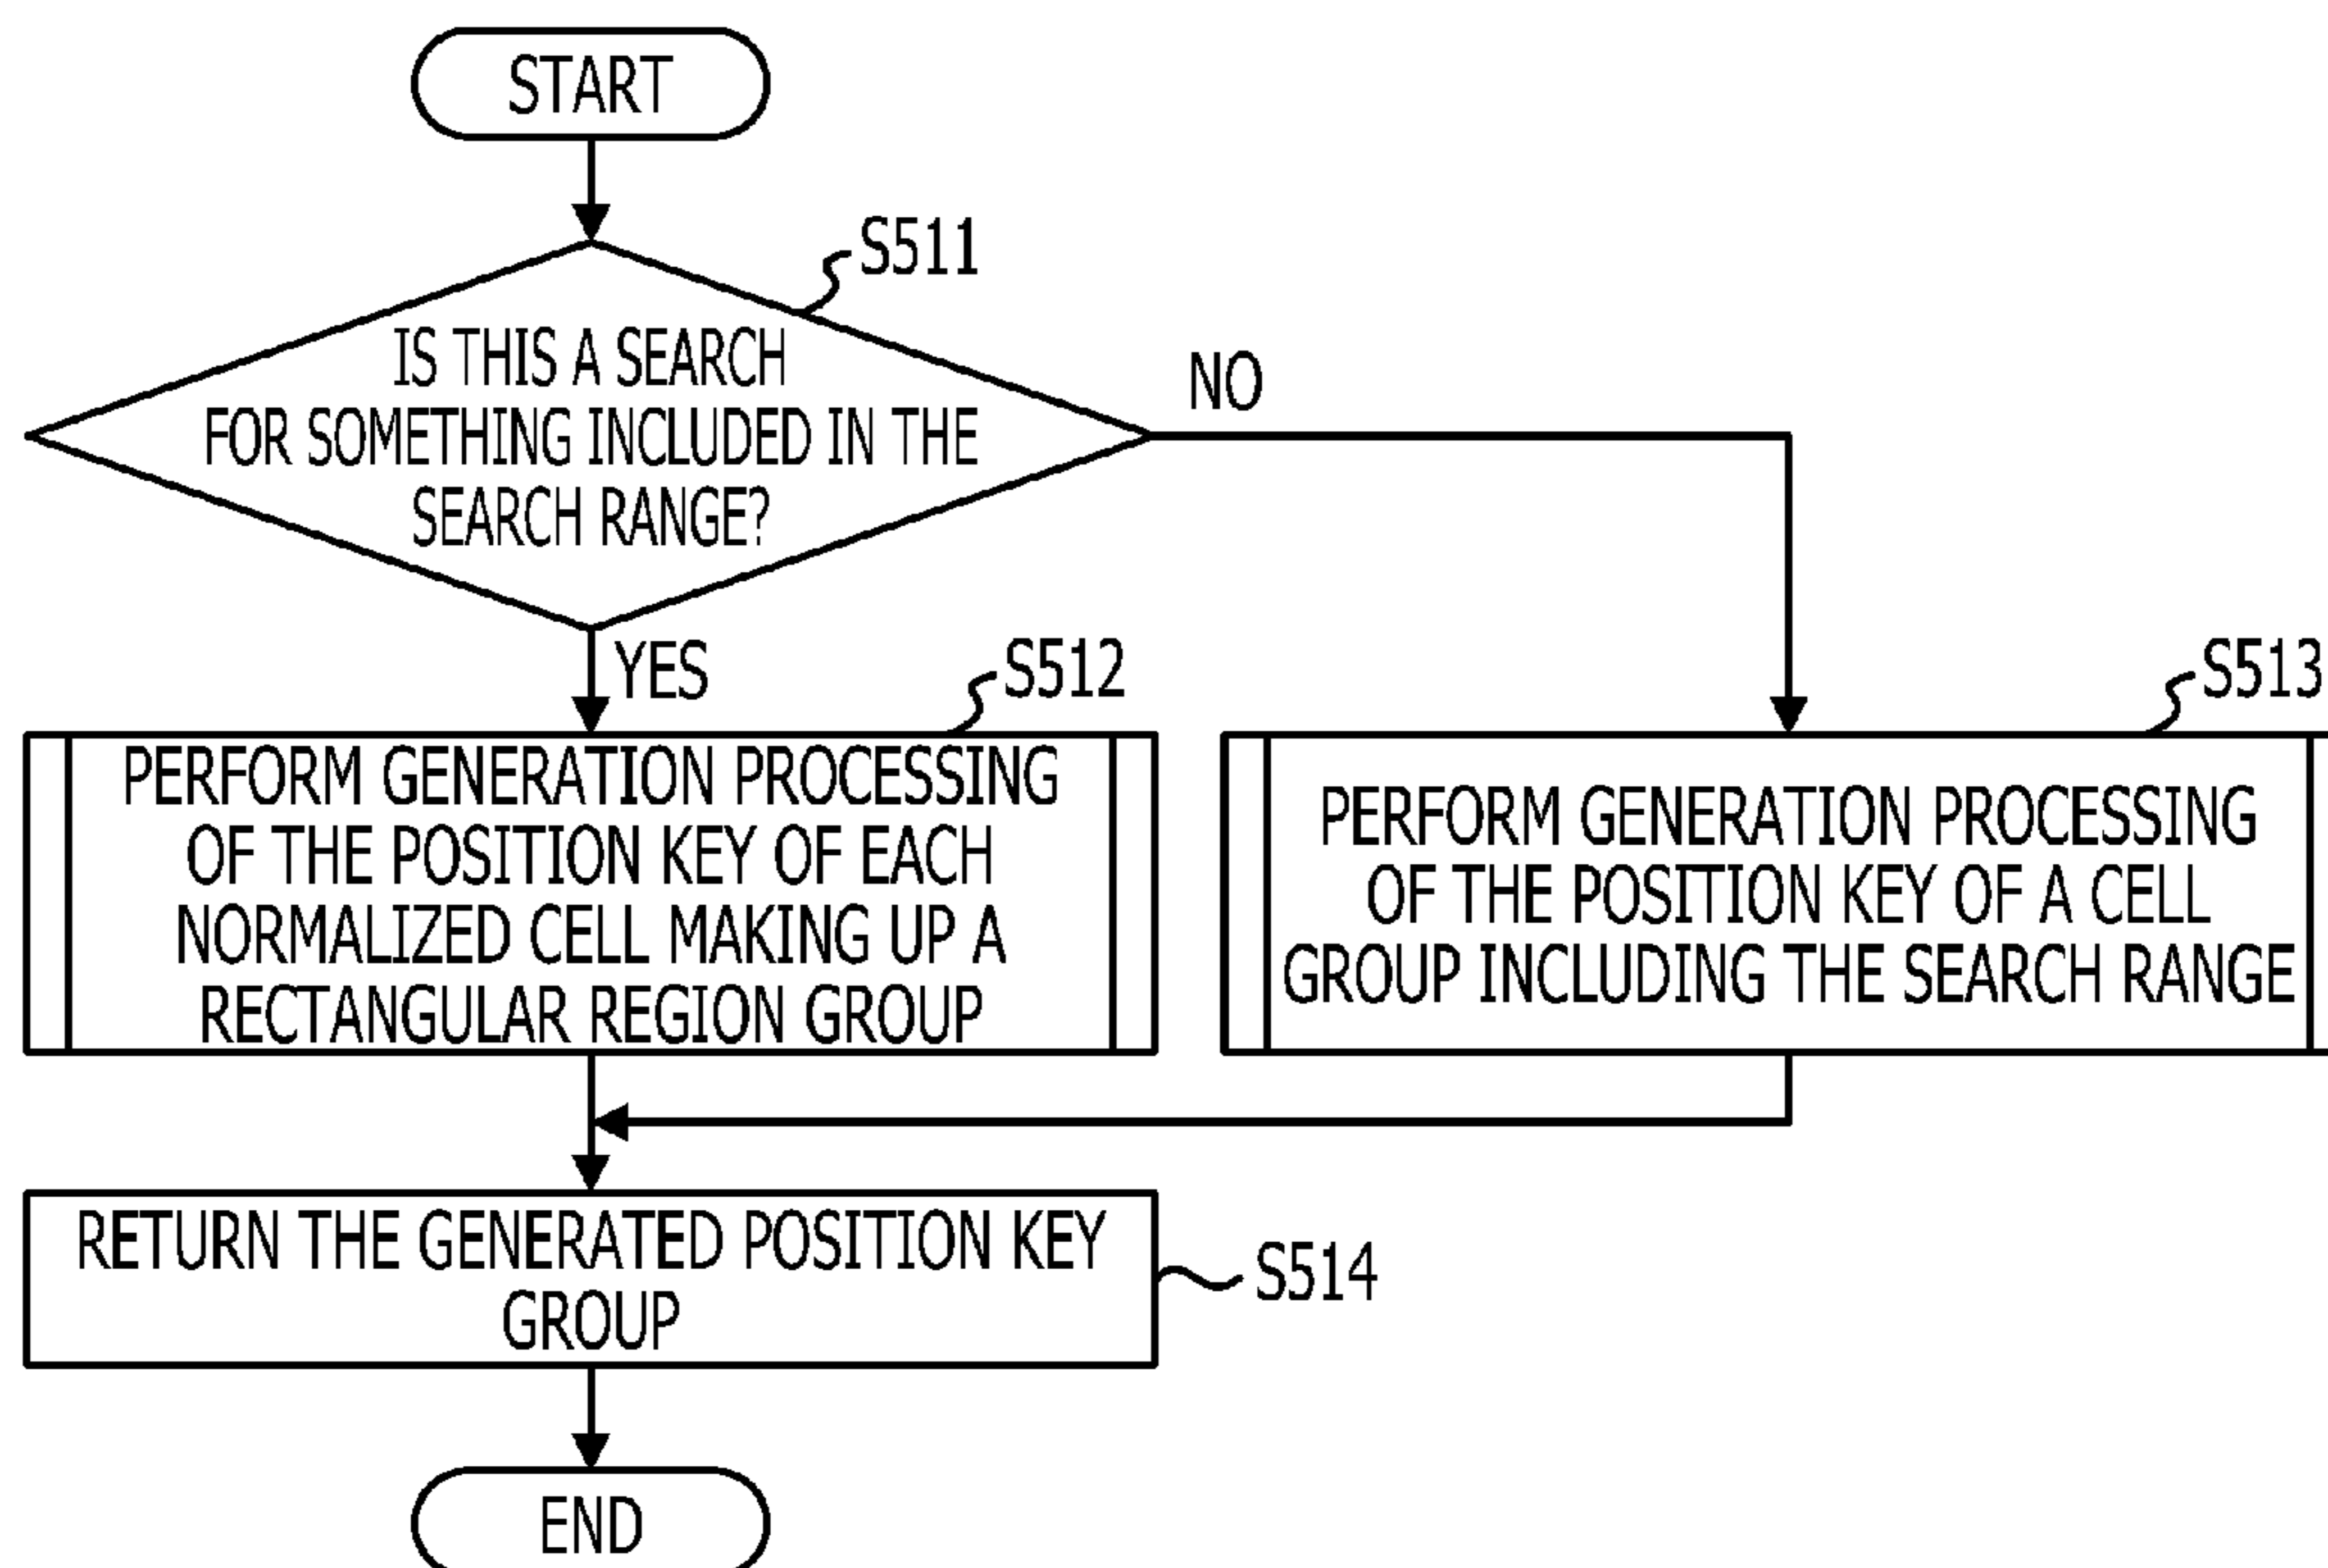 START
S511
IS THIS A SEARCH
FOR SOMETHING INCLUDED IN THE
SEARCH RANGE?
NO
YES
S512
PERFORM GENERATION PROCESSING
OF THE POSITION KEY OF EACH
NORMALIZED CELL MAKING UP A
RECTANGULAR REGION GROUP
S513
PERFORM GENERATION PROCESSING
OF THE POSITION KEY OF A CELL
GROUP INCLUDING THE SEARCH RANGE
RETURN THE GENERATED POSITION KEY
GROUP
S514
END